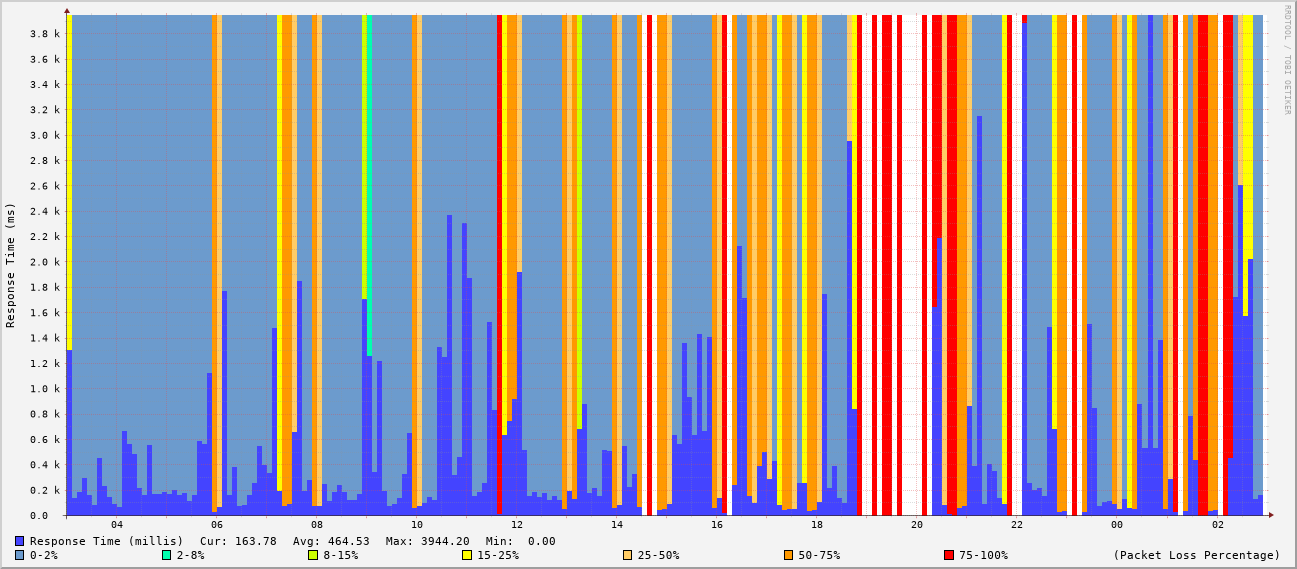 RRDTOOL / TOBI OETIKER
Response Time (ms)
3.8 k
3.6 k
3.4 k
3.2 k
3.0 k
2.8 k
2.6 k
2.4 k
2.2 k
2.0 k
1.8 k
1.6 k
1.4 k
1.2 k
1.0 k
0.8 k
0.6 k
0.4 k
0.2 k
0.0
04 06 08 10 12 14 16 18 20 22 00 02
Response Time (millis) Cur: 163.78 Avg: 464.53 Max: 3944.20 Min: 0.00
0-2% 2-8% 8-15% 15-25% 25-50% 50-75% 75-100% (Packet Loss Percentage)